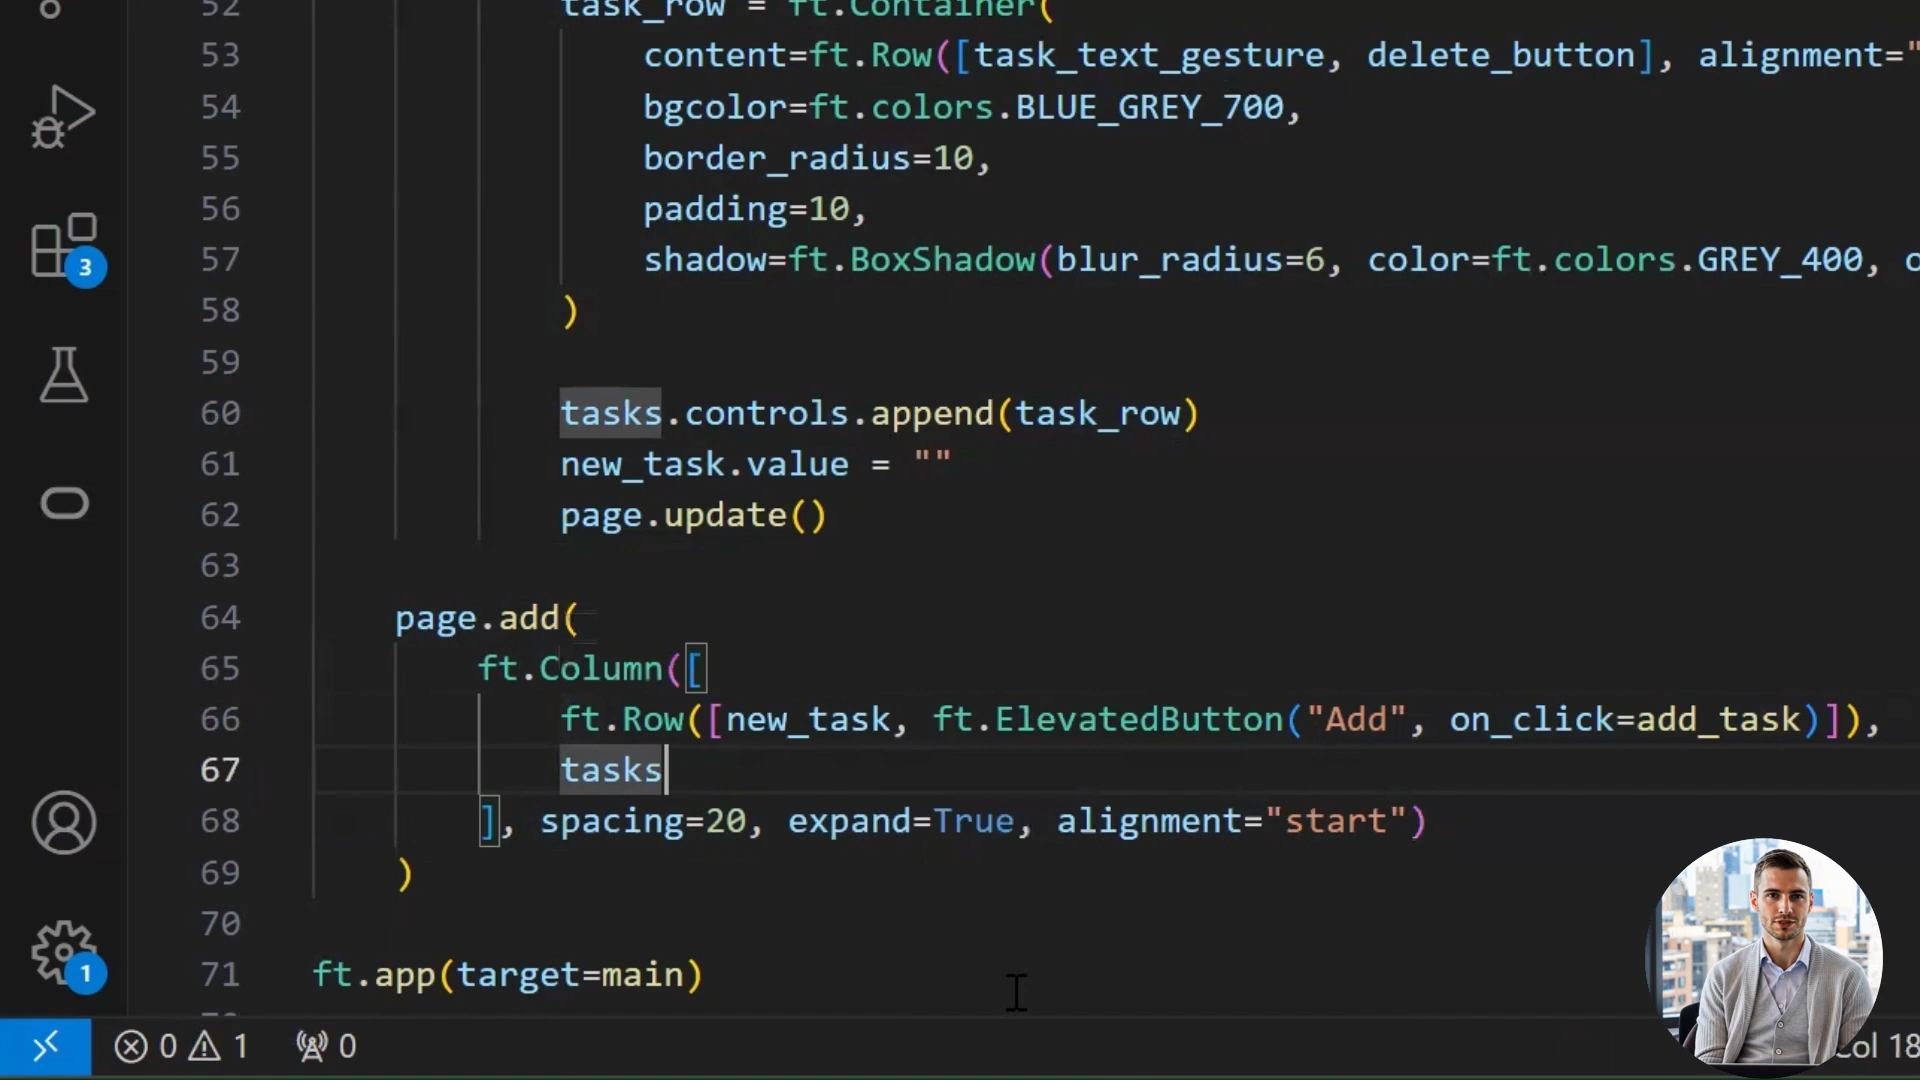 52 task_row = ft.Container(
53 content=ft.Row([task_text_gesture, delete_button], alignment="
54 bgcolor=ft.colors.BLUE_GREY_700,
55 border_radius=10,
56 padding=10,
57 shadow=ft.BoxShadow(blur_radius=6, color=ft.colors.GREY_400, o
58 )
59
60 tasks.controls.append(task_row)
61 new_task.value = ""
62 page.update()
63
64 page.add(
65 ft.Column([
66 ft.Row([new_task, ft.ElevatedButton("Add", on_click=add_task)]),
67 tasks
68 ], spacing=20, expand=True, alignment="start")
69 )
70
71 ft.app(target=main)
3
1
0 1 0
Col 18